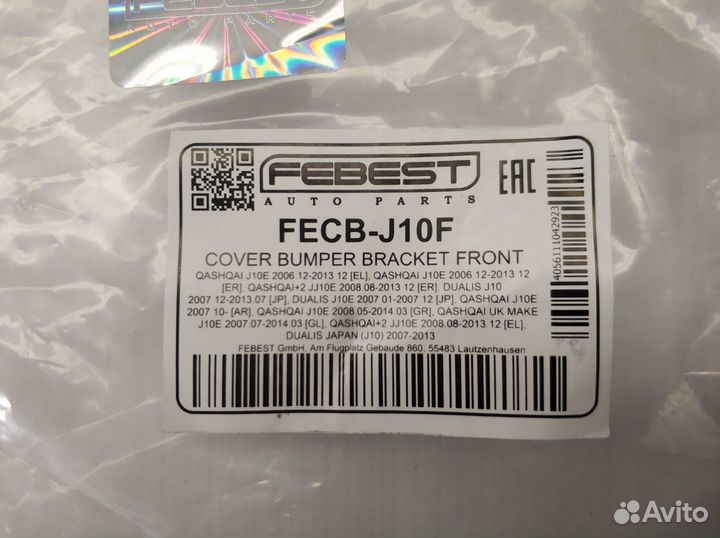 FEBEST
AUTO PARTS
FEBEST
AUTO PARTS
EAC
FECB-J10F
COVER BUMPER BRACKET FRONT
QASHQAI J10E 2006 12-2013 12 [EL], QASHQAI J10E 2006 12-2013 12
[ER], QASHQAI+2 JJ10E 2008.08-2013 12 [ER], DUALIS J10
2007 12-2013.07 [JP], DUALIS J10E 2007 01-2007 12 [JP], QASHQAI J10E
2007 10- [AR], QASHQAI J10E 2008 05-2014 03 [GR], QASHQAI UK MAKE
J10E 2007.07-2014 03 [GL], QASHQAI+2 JJ10E 2008.08-2013 12 [EL],
DUALIS JAPAN (J10) 2007-2013
FEBEST GmbH, Am Flugplatz Gebaude 860, 55483 Lautzenhausen
4056111042923
Avito